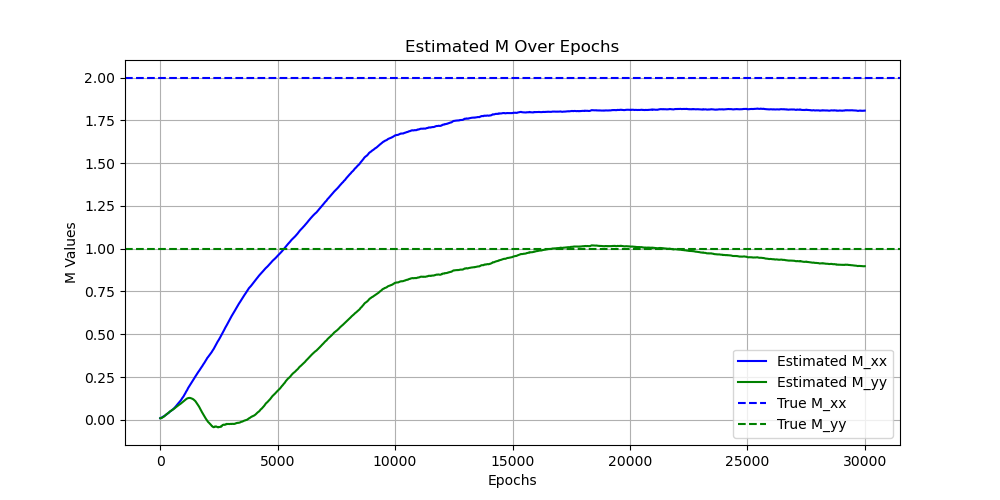 Estimated M Over Epochs
M Values
2.00
1.75
1.50
1.25
1.00
0.75
0.50
0.25
0.00
0 5000 10000 15000 20000 25000 30000
Epochs
Estimated M_xx
Estimated M_yy
True M_xx
True M_yy